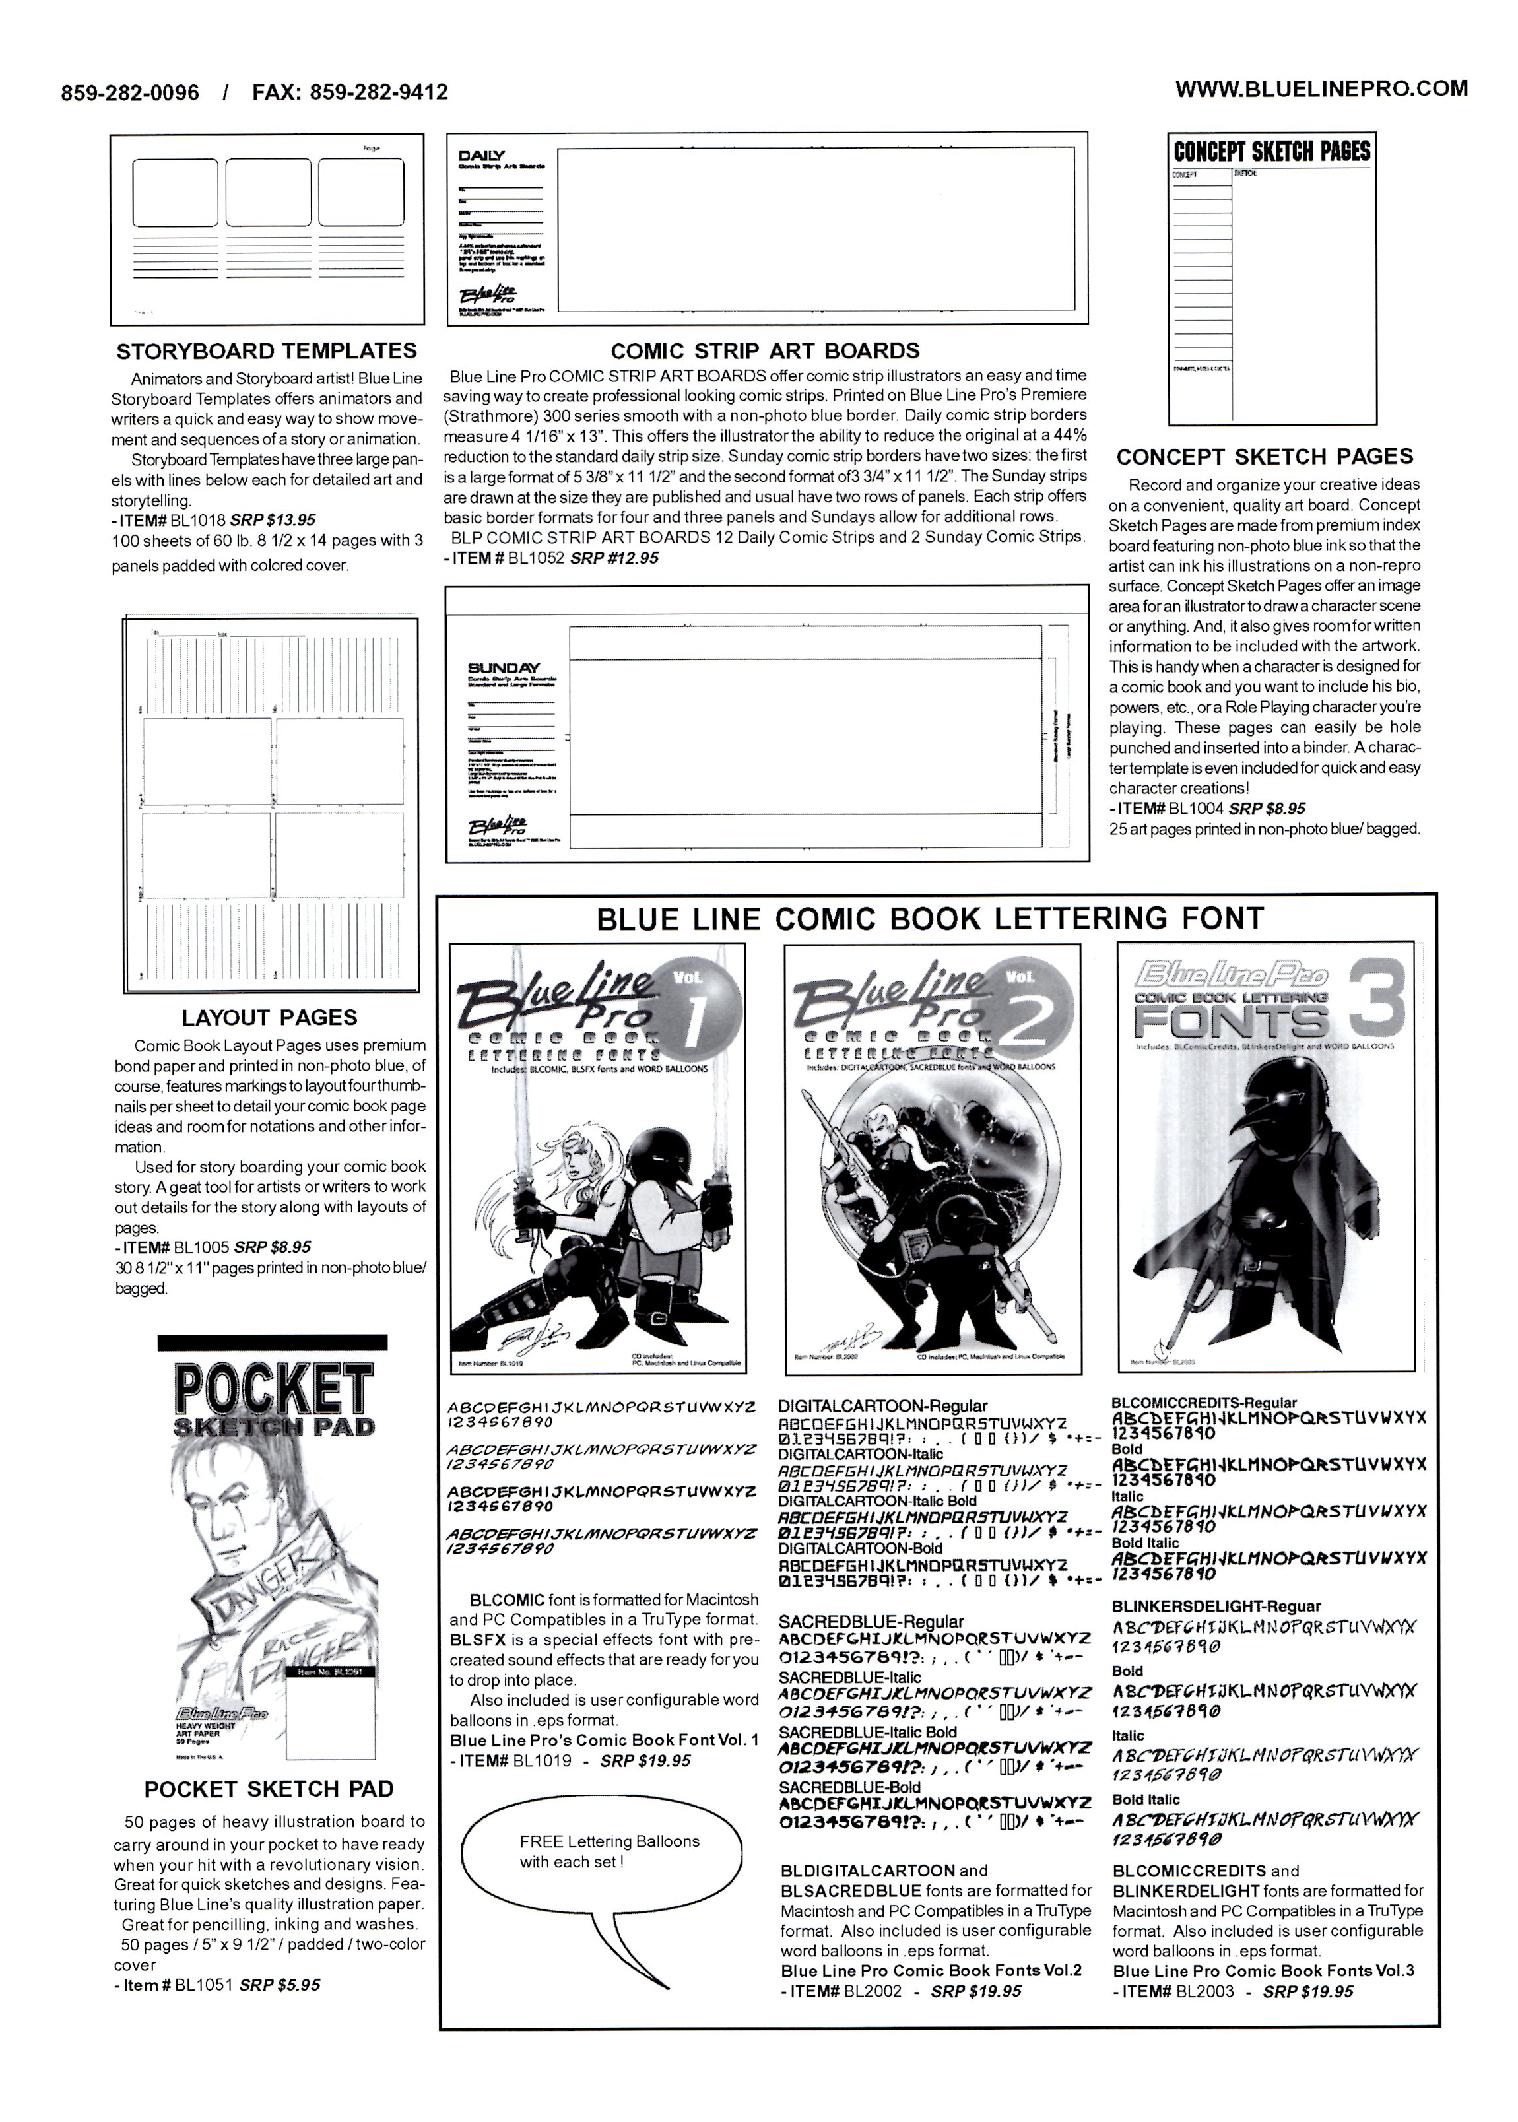 859-282-0096 / FAX: 859-282-9412
WWW.BLUELINEPRO.COM
Page
STORYBOARD TEMPLATES
Animators and Storyboard artist! Blue Line
Storyboard Templates offers animators and
writers a quick and easy way to show move-
ment and sequences of a story or animation.
Storyboard Templates have three large pan-
els with lines below each for detailed art and
storytelling.
- ITEM# BL1018 SRP $13.95
100 sheets of 60 lb. 8 1/2 x 14 pages with 3
panels padded with colored cover.
LAYOUT PAGES
Comic Book Layout Pages uses premium
bond paper and printed in non-photo blue, of
course, features markings to layout four thumb-
nails per sheet to detail your comic book page
ideas and room for notations and other infor-
mation.
Used for story boarding your comic book
story. A geat tool for artists or writers to work
out details for the story along with layouts of
pages.
- ITEM# BL1005 SRP $8.95
30 8 1/2" x 11" pages printed in non-photo blue/
bagged.
POCKET
SKETCH PAD
DANGER
RACE
DANGER
Item No. BL1051
Blue Line Pro
HEAVY WEIGHT
ART PAPER
50 Pages
Made in The U.S.A.
POCKET SKETCH PAD
50 pages of heavy illustration board to
carry around in your pocket to have ready
when your hit with a revolutionary vision.
Great for quick sketches and designs. Fea-
turing Blue Line's quality illustration paper.
Great for pencilling, inking and washes.
50 pages / 5" x 9 1/2" / padded / two-color
cover
- Item # BL1051 SRP $5.95
DAILY
Comic Strip Art Boards
Blue Line
Pro
COMIC STRIP ART BOARDS
Blue Line Pro COMIC STRIP ART BOARDS offer comic strip illustrators an easy and time
saving way to create professional looking comic strips. Printed on Blue Line Pro's Premiere
(Strathmore) 300 series smooth with a non-photo blue border. Daily comic strip borders
measure 4 1/16" x 13". This offers the illustrator the ability to reduce the original at a 44%
reduction to the standard daily strip size. Sunday comic strip borders have two sizes: the first
is a large format of 5 3/8" x 11 1/2" and the second format of 3 3/4" x 11 1/2". The Sunday strips
are drawn at the size they are published and usual have two rows of panels. Each strip offers
basic border formats for four and three panels and Sundays allow for additional rows.
BLP COMIC STRIP ART BOARDS 12 Daily Comic Strips and 2 Sunday Comic Strips.
- ITEM # BL1052 SRP #12.95
SUNDAY
Comic Strip Art Boards
Standard and Large Formats
Blue Line
Pro
CONCEPT SKETCH PAGES
CONCEPT
SKETCH:
CONCEPT SKETCH PAGES
Record and organize your creative ideas
on a convenient, quality art board. Concept
Sketch Pages are made from premium index
board featuring non-photo blue ink so that the
artist can ink his illustrations on a non-repro
surface. Concept Sketch Pages offer an image
area for an illustrator to draw a character scene
or anything. And, it also gives room for written
information to be included with the artwork.
This is handy when a character is designed for
a comic book and you want to include his bio,
powers, etc., or a Role Playing character you're
playing. These pages can easily be hole
punched and inserted into a binder. A charac-
ter template is even included for quick and easy
character creations!
- ITEM# BL1004 SRP $8.95
25 art pages printed in non-photo blue/ bagged.
BLUE LINE COMIC BOOK LETTERING FONT
Blue Line
Pro
Vol. 1
COMIC BOOK
LETTERING FONTS
Includes: BLCOMIC, BLSFX fonts and WORD BALLOONS
Item Number: BL1019
CD includes:
PC, Macintosh and Linux Compatible
ABCDEFGHIJKLMNOPQRSTUVWXYZ
1234567890
ABCDEFGHIJKLMNOPQRSTUVWXYZ
1234567890
ABCDEFGHIJKLMNOPQRSTUVWXYZ
1234567890
ABCDEFGHIJKLMNOPQRSTUVWXYZ
1234567890
BLCOMIC font is formatted for Macintosh
and PC Compatibles in a TruType format.
BLSFX is a special effects font with pre-
created sound effects that are ready for you
to drop into place.
Also included is user configurable word
balloons in .eps format.
Blue Line Pro's Comic Book Font Vol. 1
- ITEM# BL1019 - SRP $19.95
FREE Lettering Balloons
with each set !
Blue Line
Pro
Vol. 2
COMIC BOOK
LETTERING FONTS
Includes: DIGITALCARTOON, SACREDBLUE fonts and WORD BALLOONS
Item Number: BL2002
CD includes: PC, Macintosh and Linux Compatible
DIGITALCARTOON-Regular
ABCDEFGHIJKLMNOPQRSTUVWXYZ
0123456789!?: ; , . ( ▯ ▯ ( ) ) / $ *+=-
DIGITALCARTOON-Italic
ABCDEFGHIJKLMNOPQRSTUVWXYZ
0123456789!?: ; , . ( ▯ ▯ ( ) ) / $ *+=-
DIGITALCARTOON-Italic Bold
ABCDEFGHIJKLMNOPQRSTUVWXYZ
0123456789!?: ; , . ( ▯ ▯ ( ) ) / $ *+=-
DIGITALCARTOON-Bold
ABCDEFGHIJKLMNOPQRSTUVWXYZ
0123456789!?: ; , . ( ▯ ▯ ( ) ) / $ *+=-
SACREDBLUE-Regular
ABCDEFGHIJKLMNOPQRSTUVWXYZ
0123456789!?: ; , . ( ' ' ▯▯)/ * '+--
SACREDBLUE-Italic
ABCDEFGHIJKLMNOPQRSTUVWXYZ
0123456789!?: ; , . ( ' ' ▯▯)/ * '+--
SACREDBLUE-Italic Bold
ABCDEFGHIJKLMNOPQRSTUVWXYZ
0123456789!?: ; , . ( ' ' ▯▯)/ * '+--
SACREDBLUE-Bold
ABCDEFGHIJKLMNOPQRSTUVWXYZ
0123456789!?: ; , . ( ' ' ▯▯)/ * '+--
BLDIGITALCARTOON and
BLSACREDBLUE fonts are formatted for
Macintosh and PC Compatibles in a TruType
format. Also included is user configurable
word balloons in .eps format.
Blue Line Pro Comic Book Fonts Vol.2
- ITEM# BL2002 - SRP $19.95
Blue Line Pro 3
COMIC BOOK LETTERING
FONTS
Includes: BLComicCredits, BLinkersDelight and WORD BALLOONS
Item Number: BL2003
BLCOMICCREDITS-Regular
ABCDEFGHIJKLMNOPQRSTUVWXYX
1234567890
Bold
ABCDEFGHIJKLMNOPQRSTUVWXYX
1234567890
Italic
ABCDEFGHIJKLMNOPQRSTUVWXYX
1234567890
Bold Italic
ABCDEFGHIJKLMNOPQRSTUVWXYX
1234567890
BLINKERSDELIGHT-Reguar
ABCDEFGHIJKLMNOPQRSTUVWXYX
1234567890
Bold
ABCDEFGHIJKLMNOPQRSTUVWXYX
1234567890
Italic
ABCDEFGHIJKLMNOPQRSTUVWXYX
1234567890
Bold Italic
ABCDEFGHIJKLMNOPQRSTUVWXYX
1234567890
BLCOMICCREDITS and
BLINKERDELIGHT fonts are formatted for
Macintosh and PC Compatibles in a TruType
format. Also included is user configurable
word balloons in .eps format.
Blue Line Pro Comic Book Fonts Vol.3
- ITEM# BL2003 - SRP $19.95